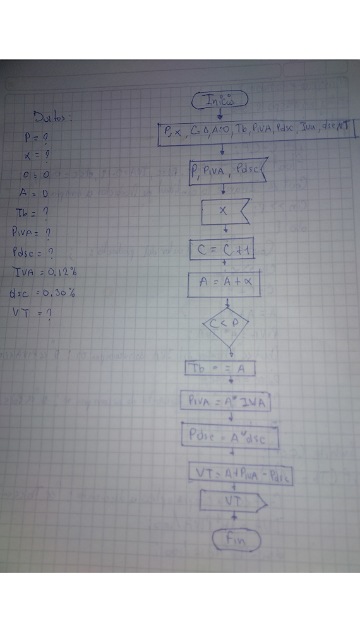 Datos:
P = ?
x = ?
C = 0
A = 0
Tb = ?
PIVA = ?
Pdsc = ?
IVA = 0,12%
dsc = 0,30%
VT = ?
Inicio
P, x, C=0, A=0, Tb, PIVA, Pdsc, IVA, dsc, VT
P, PIVA, Pdsc
x
C = C+1
A = A + x
C < P
Tb = = A
PIVA = A* IVA
Pdsc = A* dsc
VT = A+PIVA - Pdsc
VT
Fin